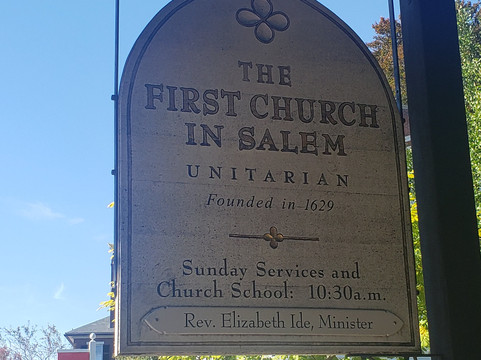 THE
FIRST CHURCH
IN SALEM
UNITARIAN
Founded in 1629
Sunday Services and
Church School: 10:30a.m.
Rev. Elizabeth Ide, Minister